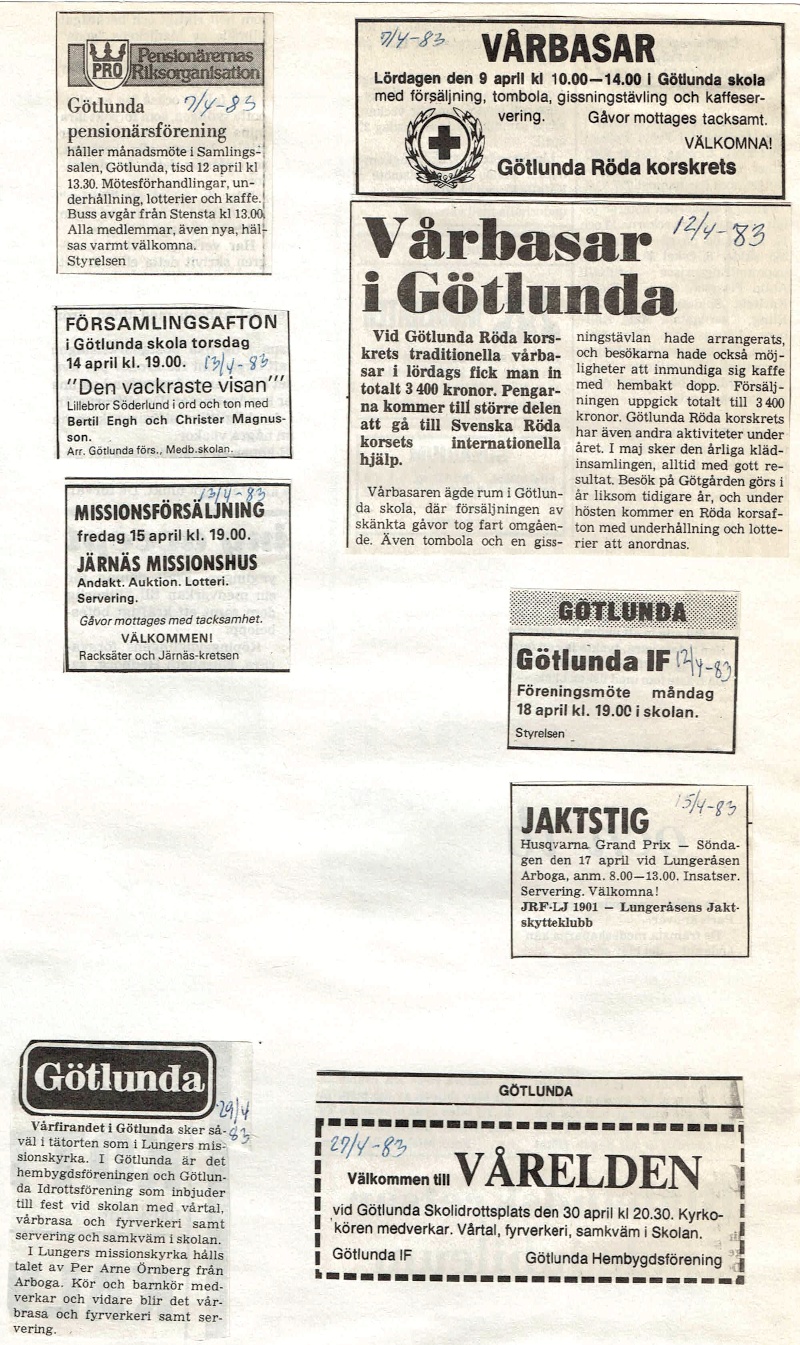 PRO
Pensionärernas
Riksorganisation
Götlunda 7/4-83
pensionärsförening
håller månadsmöte i Samlings-
salen, Götlunda, tisd 12 april kl
13.30. Mötesförhandlingar, un-
derhållning, lotterier och kaffe.
Buss avgår från Stensta kl 13.00.
Alla medlemmar, även nya, häl-
sas varmt välkomna.
Styrelsen
7/4-83
VÅRBASAR
Lördagen den 9 april kl 10.00—14.00 i Götlunda skola
med försäljning, tombola, gissningstävling och kaffeser-
vering. Gåvor mottages tacksamt.
VÄLKOMNA!
Götlunda Röda korskrets
Vårbasar 12/4-83
i Götlunda
Vid Götlunda Röda kors-
krets traditionella vårba-
sar i lördags fick man in
totalt 3 400 kronor. Pengar-
na kommer till större delen
att gå till Svenska Röda
korsets internationella
hjälp.
Vårbasaren ägde rum i Götlun-
da skola, där försäljningen av
skänkta gåvor tog fart omgåen-
de. Även tombola och en giss-
ningstävlan hade arrangerats,
och besökarna hade också möj-
ligheter att inmundiga sig kaffe
med hembakt dopp. Försälj-
ningen uppgick totalt till 3 400
kronor. Götlunda Röda korskrets
har även andra aktiviteter under
året. I maj sker den årliga kläd-
insamlingen, alltid med gott re-
sultat. Besök på Götgården görs i
år liksom tidigare år, och under
hösten kommer en Röda korsaf-
ton med underhållning och lotte-
rier att anordnas.
FÖRSAMLINGSAFTON
i Götlunda skola torsdag
14 april kl. 19.00. 13/4-83
"Den vackraste visan""
Lillebror Söderlund i ord och ton med
Bertil Engh och Christer Magnus-
son.
Arr. Götlunda förs., Medb.skolan.
13/4-83
MISSIONSFÖRSÄLJNING
fredag 15 april kl. 19.00.
JÄRNÄS MISSIONSHUS
Andakt. Auktion. Lotteri.
Servering.
Gåvor mottages med tacksamhet.
VÄLKOMMEN!
Racksäter och Järnäs-kretsen
GÖTLUNDA
Götlunda IF 12/4-83
Föreningsmöte måndag
18 april kl. 19.00 i skolan.
Styrelsen
15/4-83
JAKTSTIG
Husqvarna Grand Prix — Sönda-
gen den 17 april vid Lungeråsen
Arboga, anm. 8.00—13.00. Insatser.
Servering. Välkomna!
JRF-LJ 1901 — Lungeråsens Jakt-
skytteklubb
Götlunda
29/4
83
Vårfirandet i Götlunda sker så-
väl i tätorten som i Lungers mis-
sionskyrka. I Götlunda är det
hembygdsföreningen och Götlun-
da Idrottsförening som inbjuder
till fest vid skolan med vårtal,
vårbrasa och fyrverkeri samt
servering och samkväm i skolan.
I Lungers missionskyrka hålls
talet av Per Arne Örnberg från
Arboga. Kör och barnkör med-
verkar och vidare blir det vår-
brasa och fyrverkeri samt ser-
vering.
GÖTLUNDA
27/4-83
Välkommen till VÅRELDEN
vid Götlunda Skolidrottsplats den 30 april kl 20.30. Kyrko-
kören medverkar. Vårtal, fyrverkeri, samkväm i Skolan.
Götlunda IF Götlunda Hembygdsförening